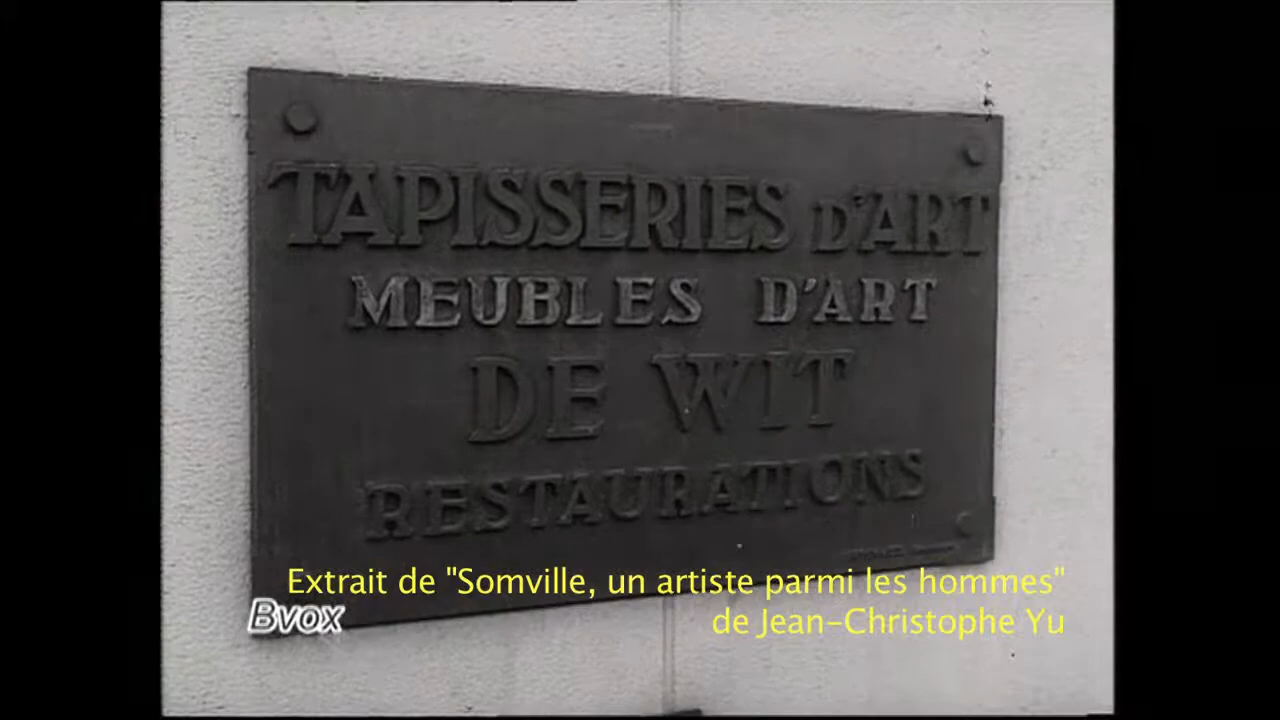 TAPISSERIES D'ART
MEUBLES D'ART
DE WIT
RESTAURATIONS
Extrait de "Somville, un artiste parmi les hommes"
Bvox
de Jean-Christophe Yu